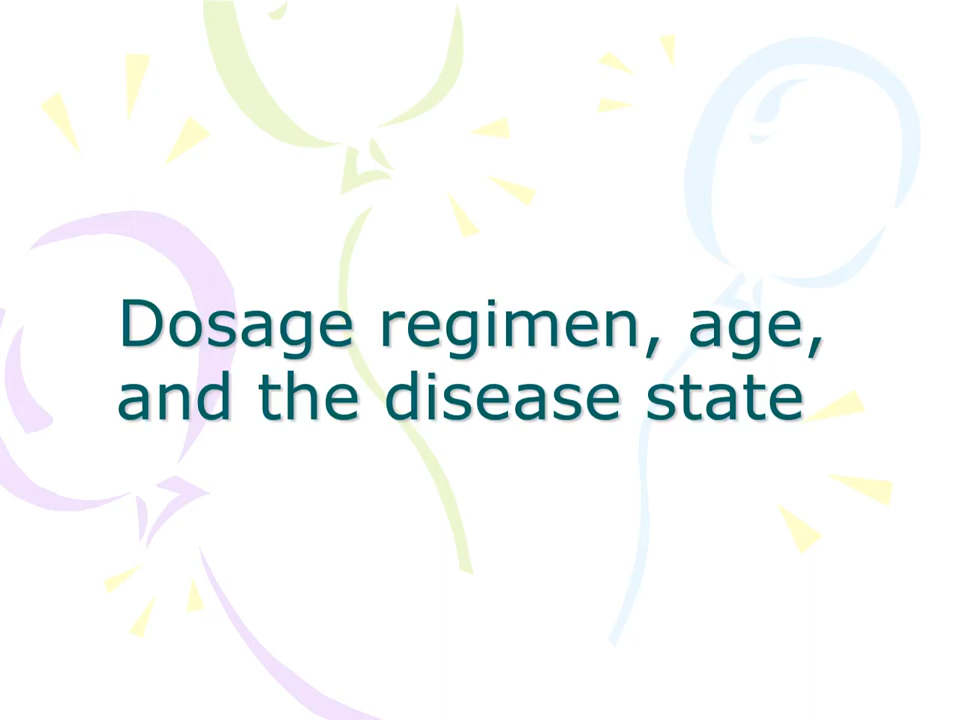 Dosage regimen, age,
and the disease state